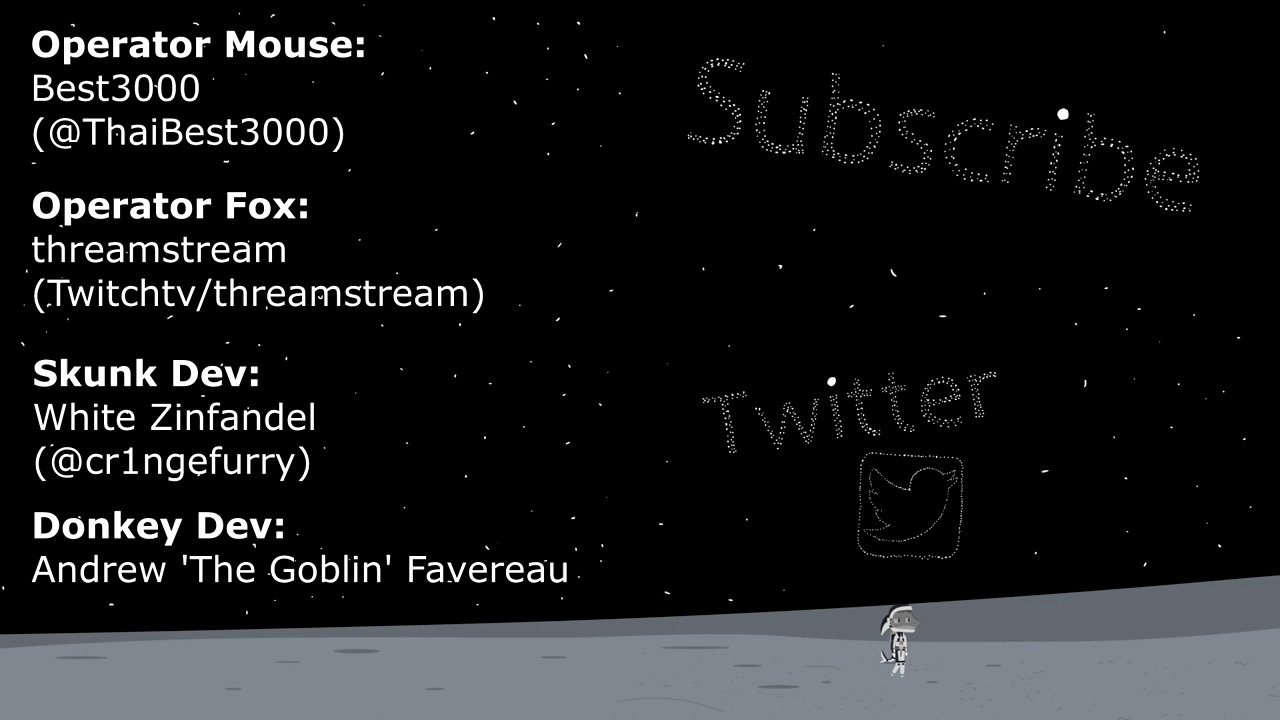 Operator Mouse:
Best3000
(@ThaiBest3000)
Operator Fox:
threamstream
(Twitchtv/threamstream)
Skunk Dev:
White Zinfandel
(@cr1ngefurry)
Donkey Dev:
Andrew 'The Goblin' Favereau
Subscribe
Twitter